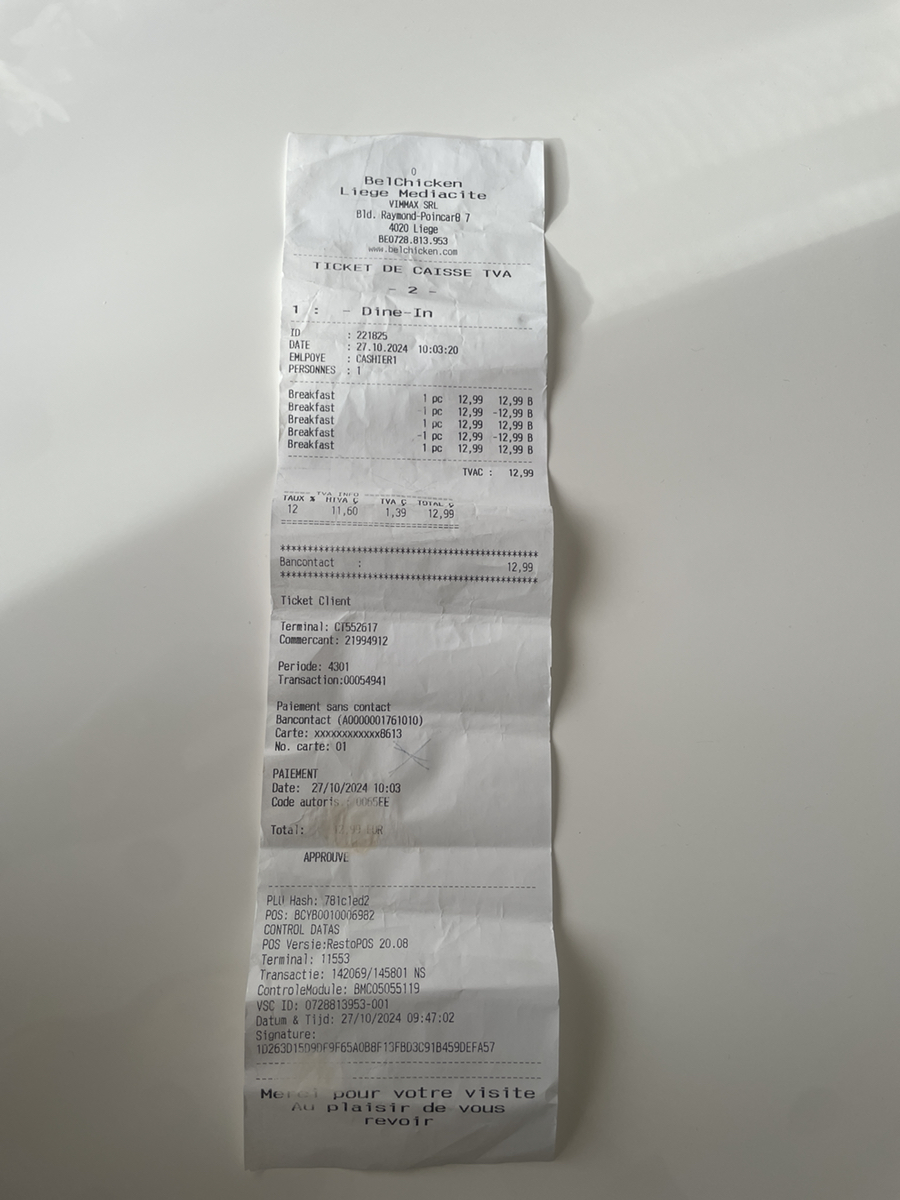 0
BelChicken
Liege Mediacite
VIMMAX SRL
Bld. Raymond-Poincar0 7
4020 Liege
BE0728.813.953
www.belchicken.com
TICKET DE CAISSE TVA
- 2 -
1 : - Dine-In
ID : 221825
DATE : 27.10.2024 10:03:20
EMLPOYE : CASHIER1
PERSONNES : 1
Breakfast 1 pc 12,99 12,99 B
Breakfast -1 pc 12,99 -12,99 B
Breakfast 1 pc 12,99 12,99 B
Breakfast -1 pc 12,99 -12,99 B
Breakfast 1 pc 12,99 12,99 B
TVAC : 12,99
----- TVA INFO ---------------
TAUX % HTVA Ç TVA Ç TOTAL Ç
12 11,60 1,39 12,99
Bancontact : 12,99
Ticket Client
Terminal: CT552617
Commercant: 21994912
Periode: 4301
Transaction:00054941
Paiement sans contact
Bancontact (A0000001761010)
Carte: xxxxxxxxxxxx8613
No. carte: 01
PAIEMENT
Date: 27/10/2024 10:03
Code autoris.:
Total: EUR
APPROUVE
PLU Hash: 781c1ed2
POS: BCYB0010006982
CONTROL DATAS
POS Versie:RestoPOS 20.08
Terminal: 11553
Transactie: 142069/145801 NS
ControleModule: BMC05055119
VSC ID: 0728813953-001
Datum & Tijd: 27/10/2024 09:47:02
Signature:
1D263D15D9DF9F65A0B8F13FBD3C91B459DEFA57
Merci pour votre visite
Au plaisir de vous
revoir